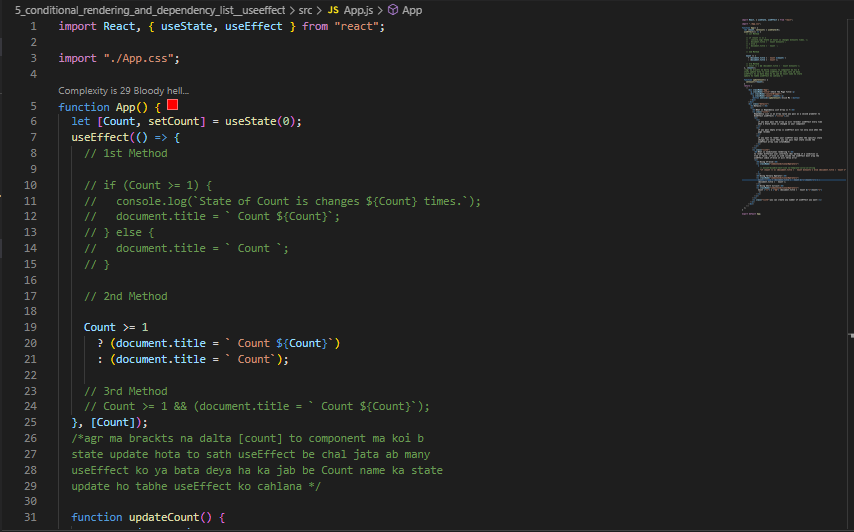 5_conditional_rendering_and_dependency_list__useeffect > src > JS App.js > App
1 import React, { useState, useEffect } from "react";
2
3 import "./App.css";
4
Complexity is 29 Bloody hell...
5 function App() {
6 let [Count, setCount] = useState(0);
7 useEffect(() => {
8 // 1st Method
9
10 // if (Count >= 1) {
11 //   console.log(`State of Count is changes ${Count} times.`);
12 //   document.title = ` Count ${Count}`;
13 // } else {
14 //   document.title = ` Count `;
15 // }
16
17 // 2nd Method
18
19 Count >= 1
20 ? (document.title = ` Count ${Count}`)
21 : (document.title = ` Count`);
22
23 // 3rd Method
24 // Count >= 1 && (document.title = ` Count ${Count}`);
25 }, [Count]);
26 /*agr ma brackts na dalta [count] to component ma koi b
27 state update hota to sath useEffect be chal jata ab many
28 useEffect ko ya bata deya ha ka jab be Count name ka state
29 update ho tabhe useEffect ko cahlana */
30
31 function updateCount() {